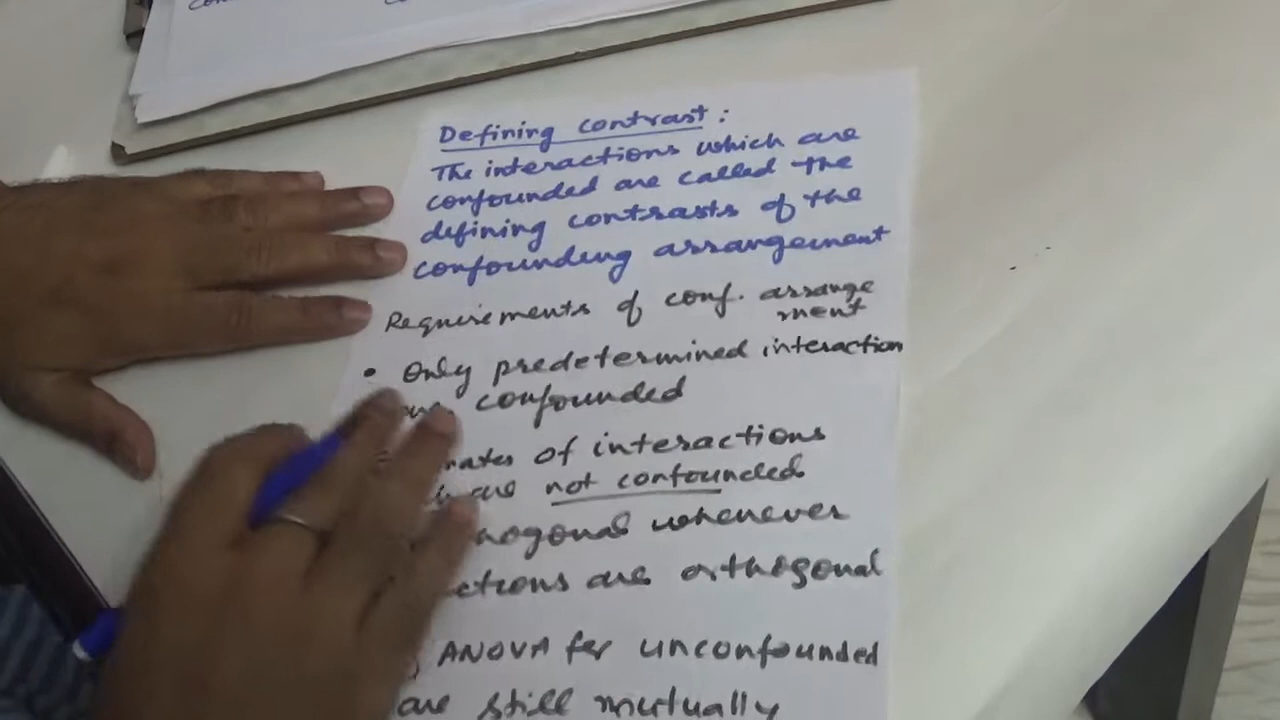 Defining contrast :
The interactions which are
confounded are called the
defining contrasts of the
confounding arrangement
Requirements of conf. arrange
ment
• Only predetermined interaction
confounded
of interactions
are not confounded
whenever
are orthogonal
ANOVA for unconfounded
are still mutually